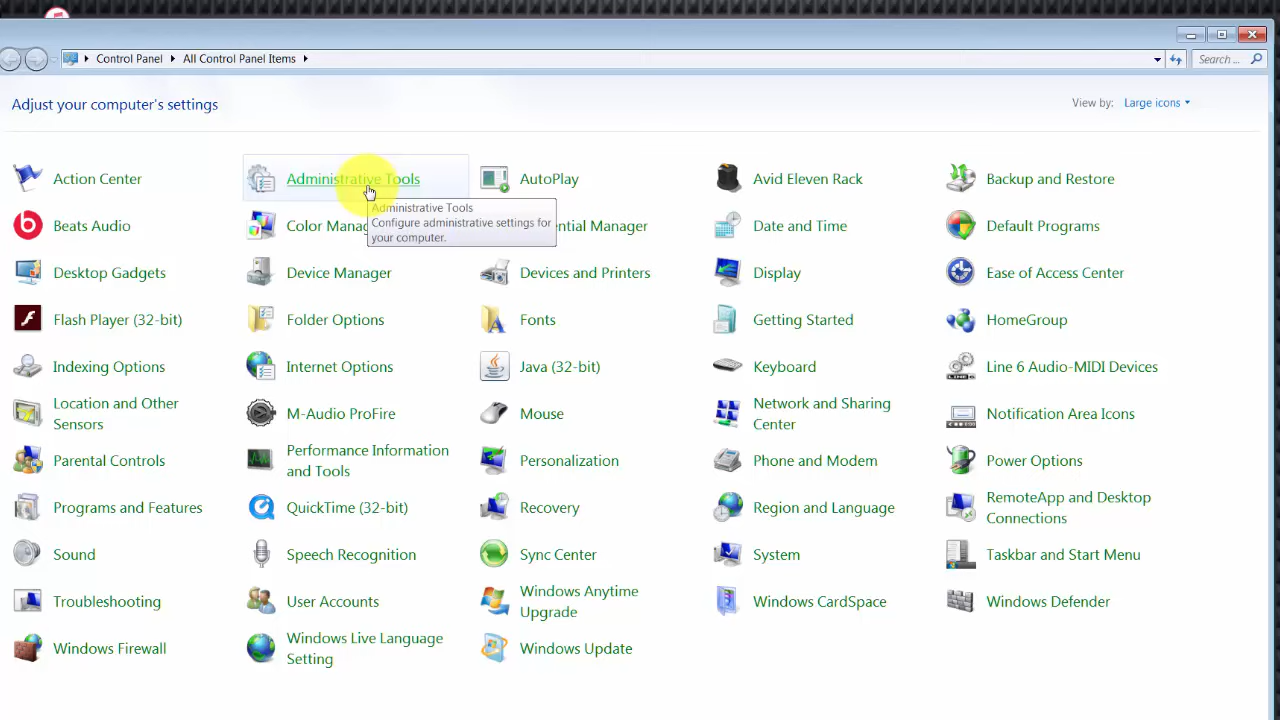 Control Panel All Control Panel Items Search ...
Adjust your computer's settings
View by: Large icons
Action Center
Administrative Tools
AutoPlay
Avid Eleven Rack
Backup and Restore
Beats Audio
Color Mana
ential Manager
Date and Time
Default Programs
Administrative Tools
Configure administrative settings for
your computer.
Desktop Gadgets
Device Manager
Devices and Printers
Display
Ease of Access Center
Flash Player (32-bit)
Folder Options
Fonts
Getting Started
HomeGroup
Indexing Options
Internet Options
Java (32-bit)
Keyboard
Line 6 Audio-MIDI Devices
Location and Other
Sensors
M-Audio ProFire
Mouse
Network and Sharing
Center
Notification Area Icons
Parental Controls
Performance Information
and Tools
Personalization
Phone and Modem
Power Options
Programs and Features
QuickTime (32-bit)
Recovery
Region and Language
RemoteApp and Desktop
Connections
Sound
Speech Recognition
Sync Center
System
Taskbar and Start Menu
Troubleshooting
User Accounts
Windows Anytime
Upgrade
Windows CardSpace
Windows Defender
Windows Firewall
Windows Live Language
Setting
Windows Update